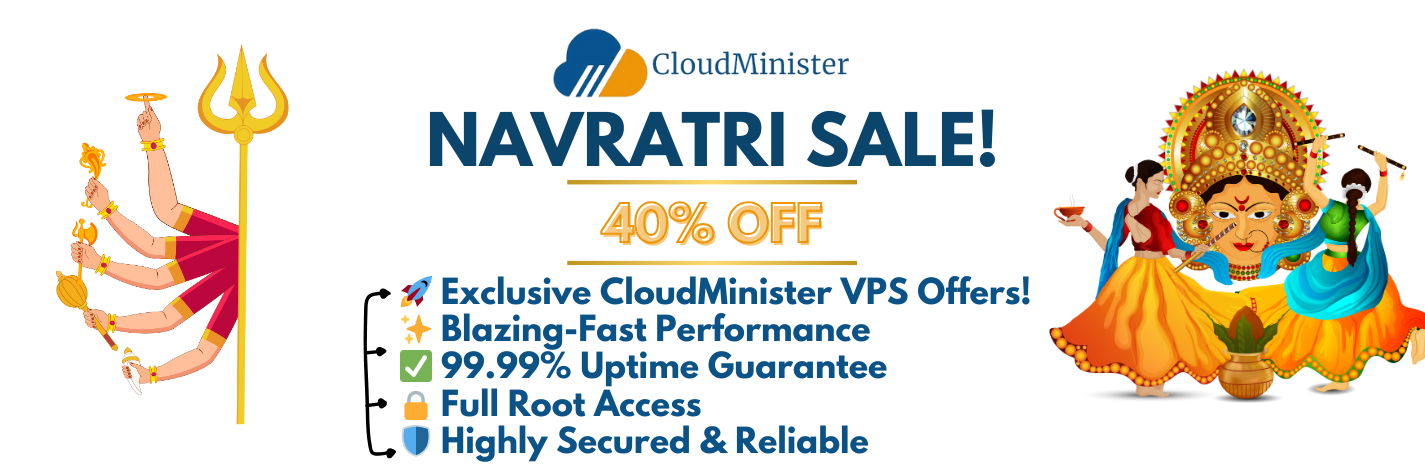 CloudMinister
NAVRATRI SALE!
40% OFF
🚀 Exclusive CloudMinister VPS Offers!
✨ Blazing-Fast Performance
✅ 99.99% Uptime Guarantee
🔒 Full Root Access
🛡️ Highly Secured & Reliable